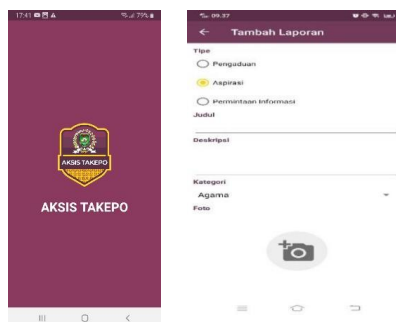 17:41
79%
AKSIS TAKEPO
AKSIS TAKEPO
09.37
Tambah Laporan
Tipe
Pengaduan
Aspirasi
Permintaan Informasi
Judul
Deskripsi
Kategori
Agama
Foto